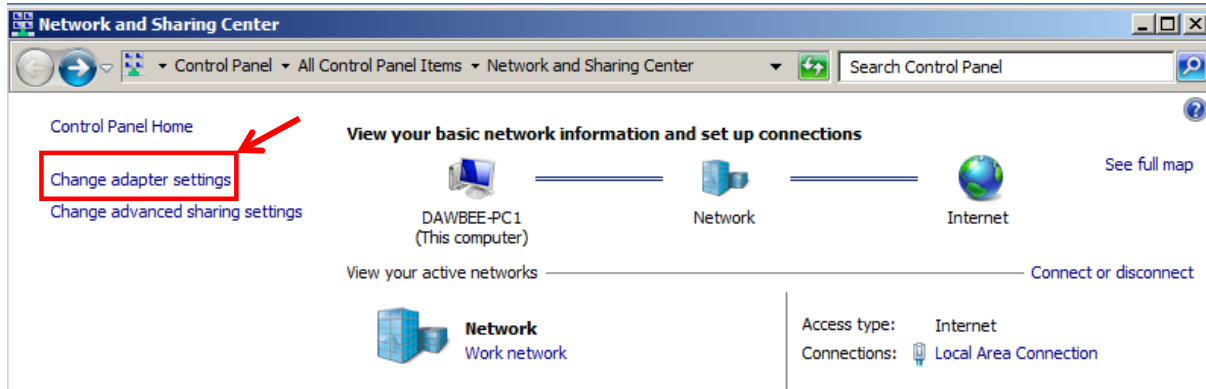 Network and Sharing Center
Control Panel All Control Panel Items Network and Sharing Center
Search Control Panel
Control Panel Home
Change adapter settings
Change advanced sharing settings
View your basic network information and set up connections
See full map
DAWBEE-PC1
(This computer)
Network
Internet
View your active networks
Connect or disconnect
Network
Work network
Access type: Internet
Connections: Local Area Connection